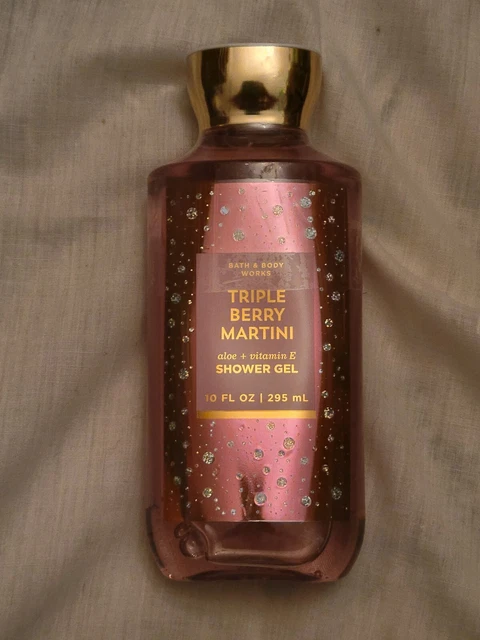 BATH & BODY
WORKS
TRIPLE
BERRY
MARTINI
aloe + vitamin E
SHOWER GEL
10 FL OZ | 295 mL